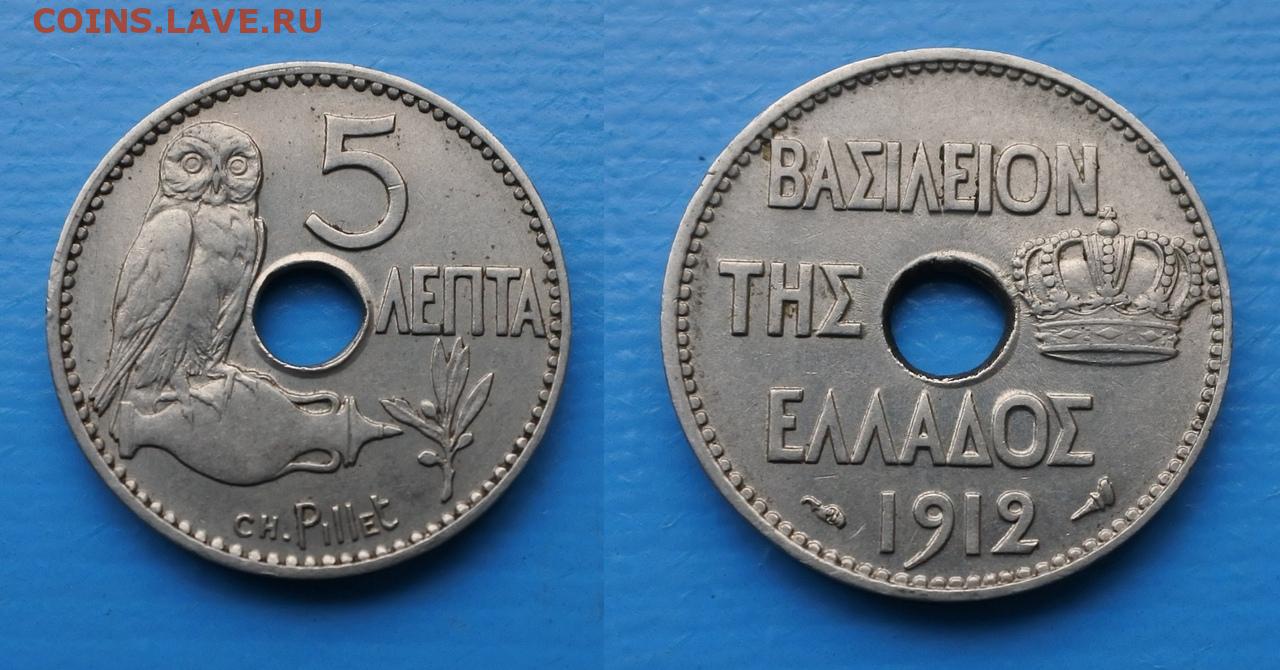 COINS.LAVE.RU
5
ΛΕΠΤΑ
CH. Pillet
ΒΑΣΙΛΕΙΟΝ
ΤΗΣ
ΕΛΛΑΔΟΣ
1912